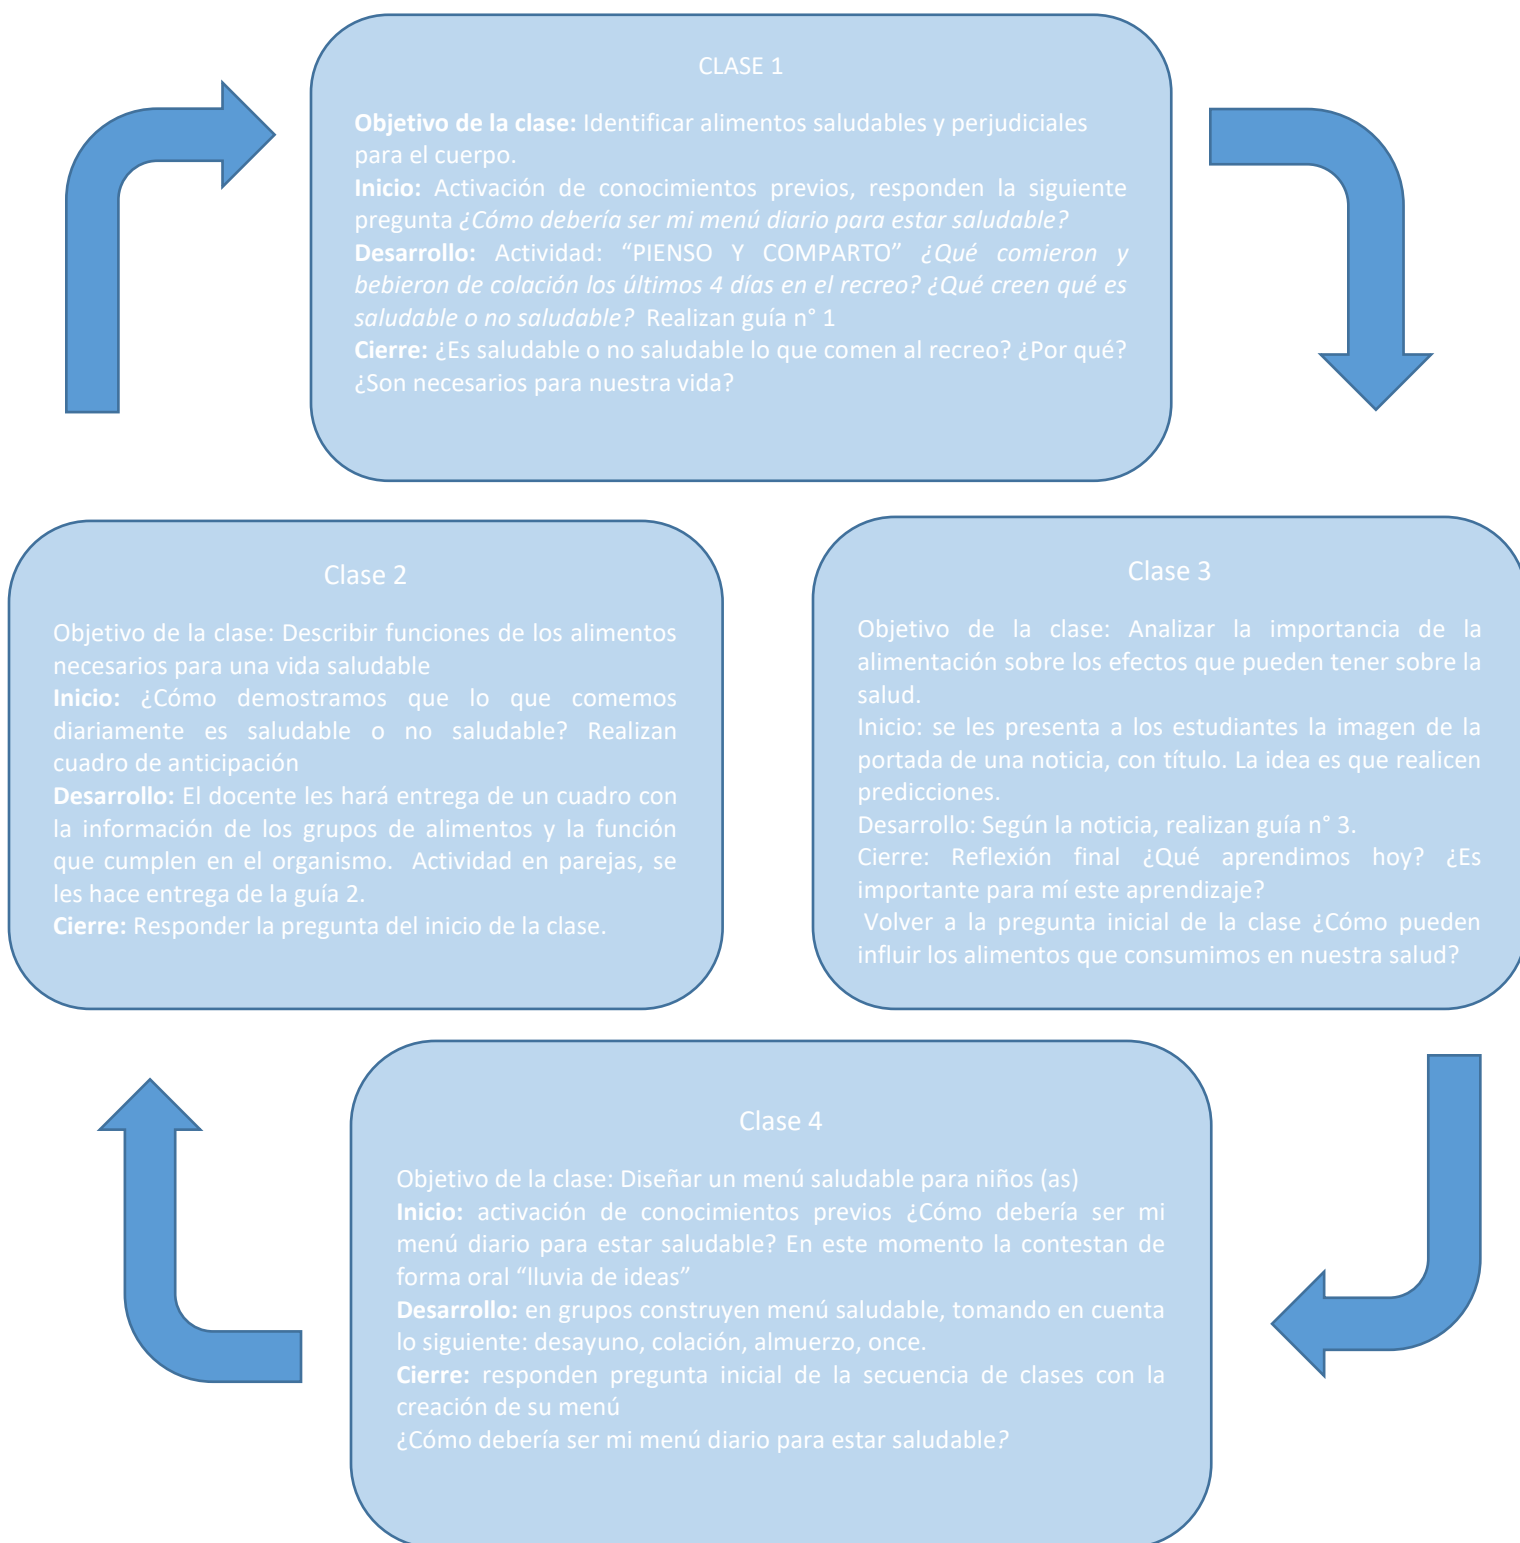 CLASE 1
Objetivo de la clase: Identificar alimentos saludables y perjudiciales
para el cuerpo.
Inicio: Activación de conocimientos previos, responden la siguiente
pregunta ¿Cómo debería ser mi menú diario para estar saludable?
Desarrollo: Actividad: “PIENSO Y COMPARTO” ¿Qué comieron y
bebieron de colación los últimos 4 días en el recreo? ¿Qué creen qué es
saludable o no saludable? Realizan guía n° 1
Cierre: ¿Es saludable o no saludable lo que comen al recreo? ¿Por qué?
¿Son necesarios para nuestra vida?
Clase 2
Objetivo de la clase: Describir funciones de los alimentos
necesarios para una vida saludable
Inicio: ¿Cómo demostramos que lo que comemos
diariamente es saludable o no saludable? Realizan
cuadro de anticipación
Desarrollo: El docente les hará entrega de un cuadro con
la información de los grupos de alimentos y la función
que cumplen en el organismo. Actividad en parejas, se
les hace entrega de la guía 2.
Cierre: Responder la pregunta del inicio de la clase.
Clase 3
Objetivo de la clase: Analizar la importancia de la
alimentación sobre los efectos que pueden tener sobre la
salud.
Inicio: se les presenta a los estudiantes la imagen de la
portada de una noticia, con título. La idea es que realicen
predicciones.
Desarrollo: Según la noticia, realizan guía n° 3.
Cierre: Reflexión final ¿Qué aprendimos hoy? ¿Es
importante para mí este aprendizaje?
Volver a la pregunta inicial de la clase ¿Cómo pueden
influir los alimentos que consumimos en nuestra salud?
Clase 4
Objetivo de la clase: Diseñar un menú saludable para niños (as)
Inicio: activación de conocimientos previos ¿Cómo debería ser mi
menú diario para estar saludable? En este momento la contestan de
forma oral “lluvia de ideas”
Desarrollo: en grupos construyen menú saludable, tomando en cuenta
lo siguiente: desayuno, colación, almuerzo, once.
Cierre: responden pregunta inicial de la secuencia de clases con la
creación de su menú
¿Cómo debería ser mi menú diario para estar saludable?